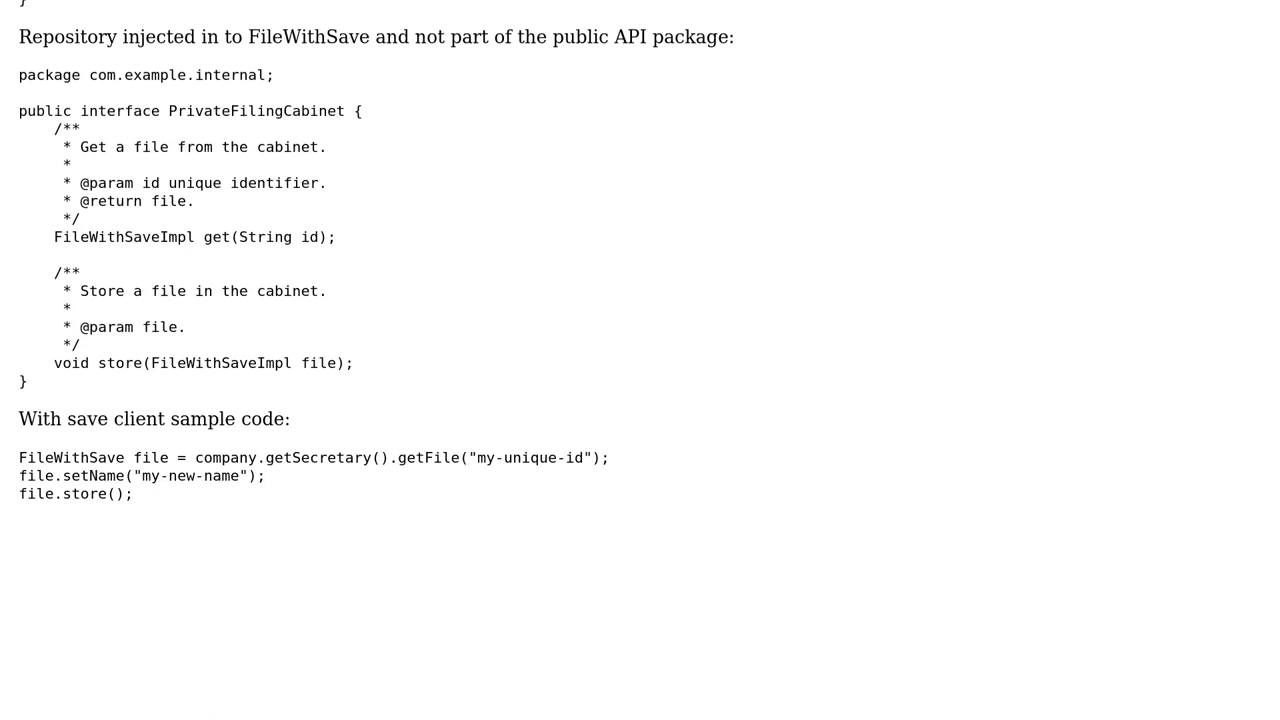 }
Repository injected in to FileWithSave and not part of the public API package:
package com.example.internal;
public interface PrivateFilingCabinet {
/**
* Get a file from the cabinet.
*
* @param id unique identifier.
* @return file.
*/
FileWithSaveImpl get(String id);
/**
* Store a file in the cabinet.
*
* @param file.
*/
void store(FileWithSaveImpl file);
}
With save client sample code:
FileWithSave file = company.getSecretary().getFile("my-unique-id");
file.setName("my-new-name");
file.store();